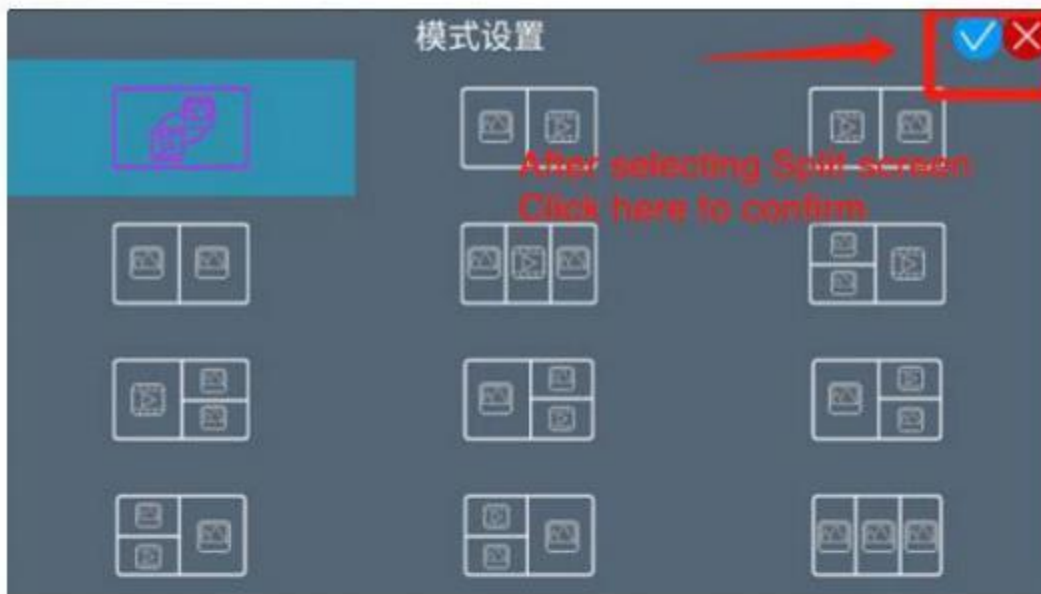 模式设置
After selecting Split screen
Click here to confirm